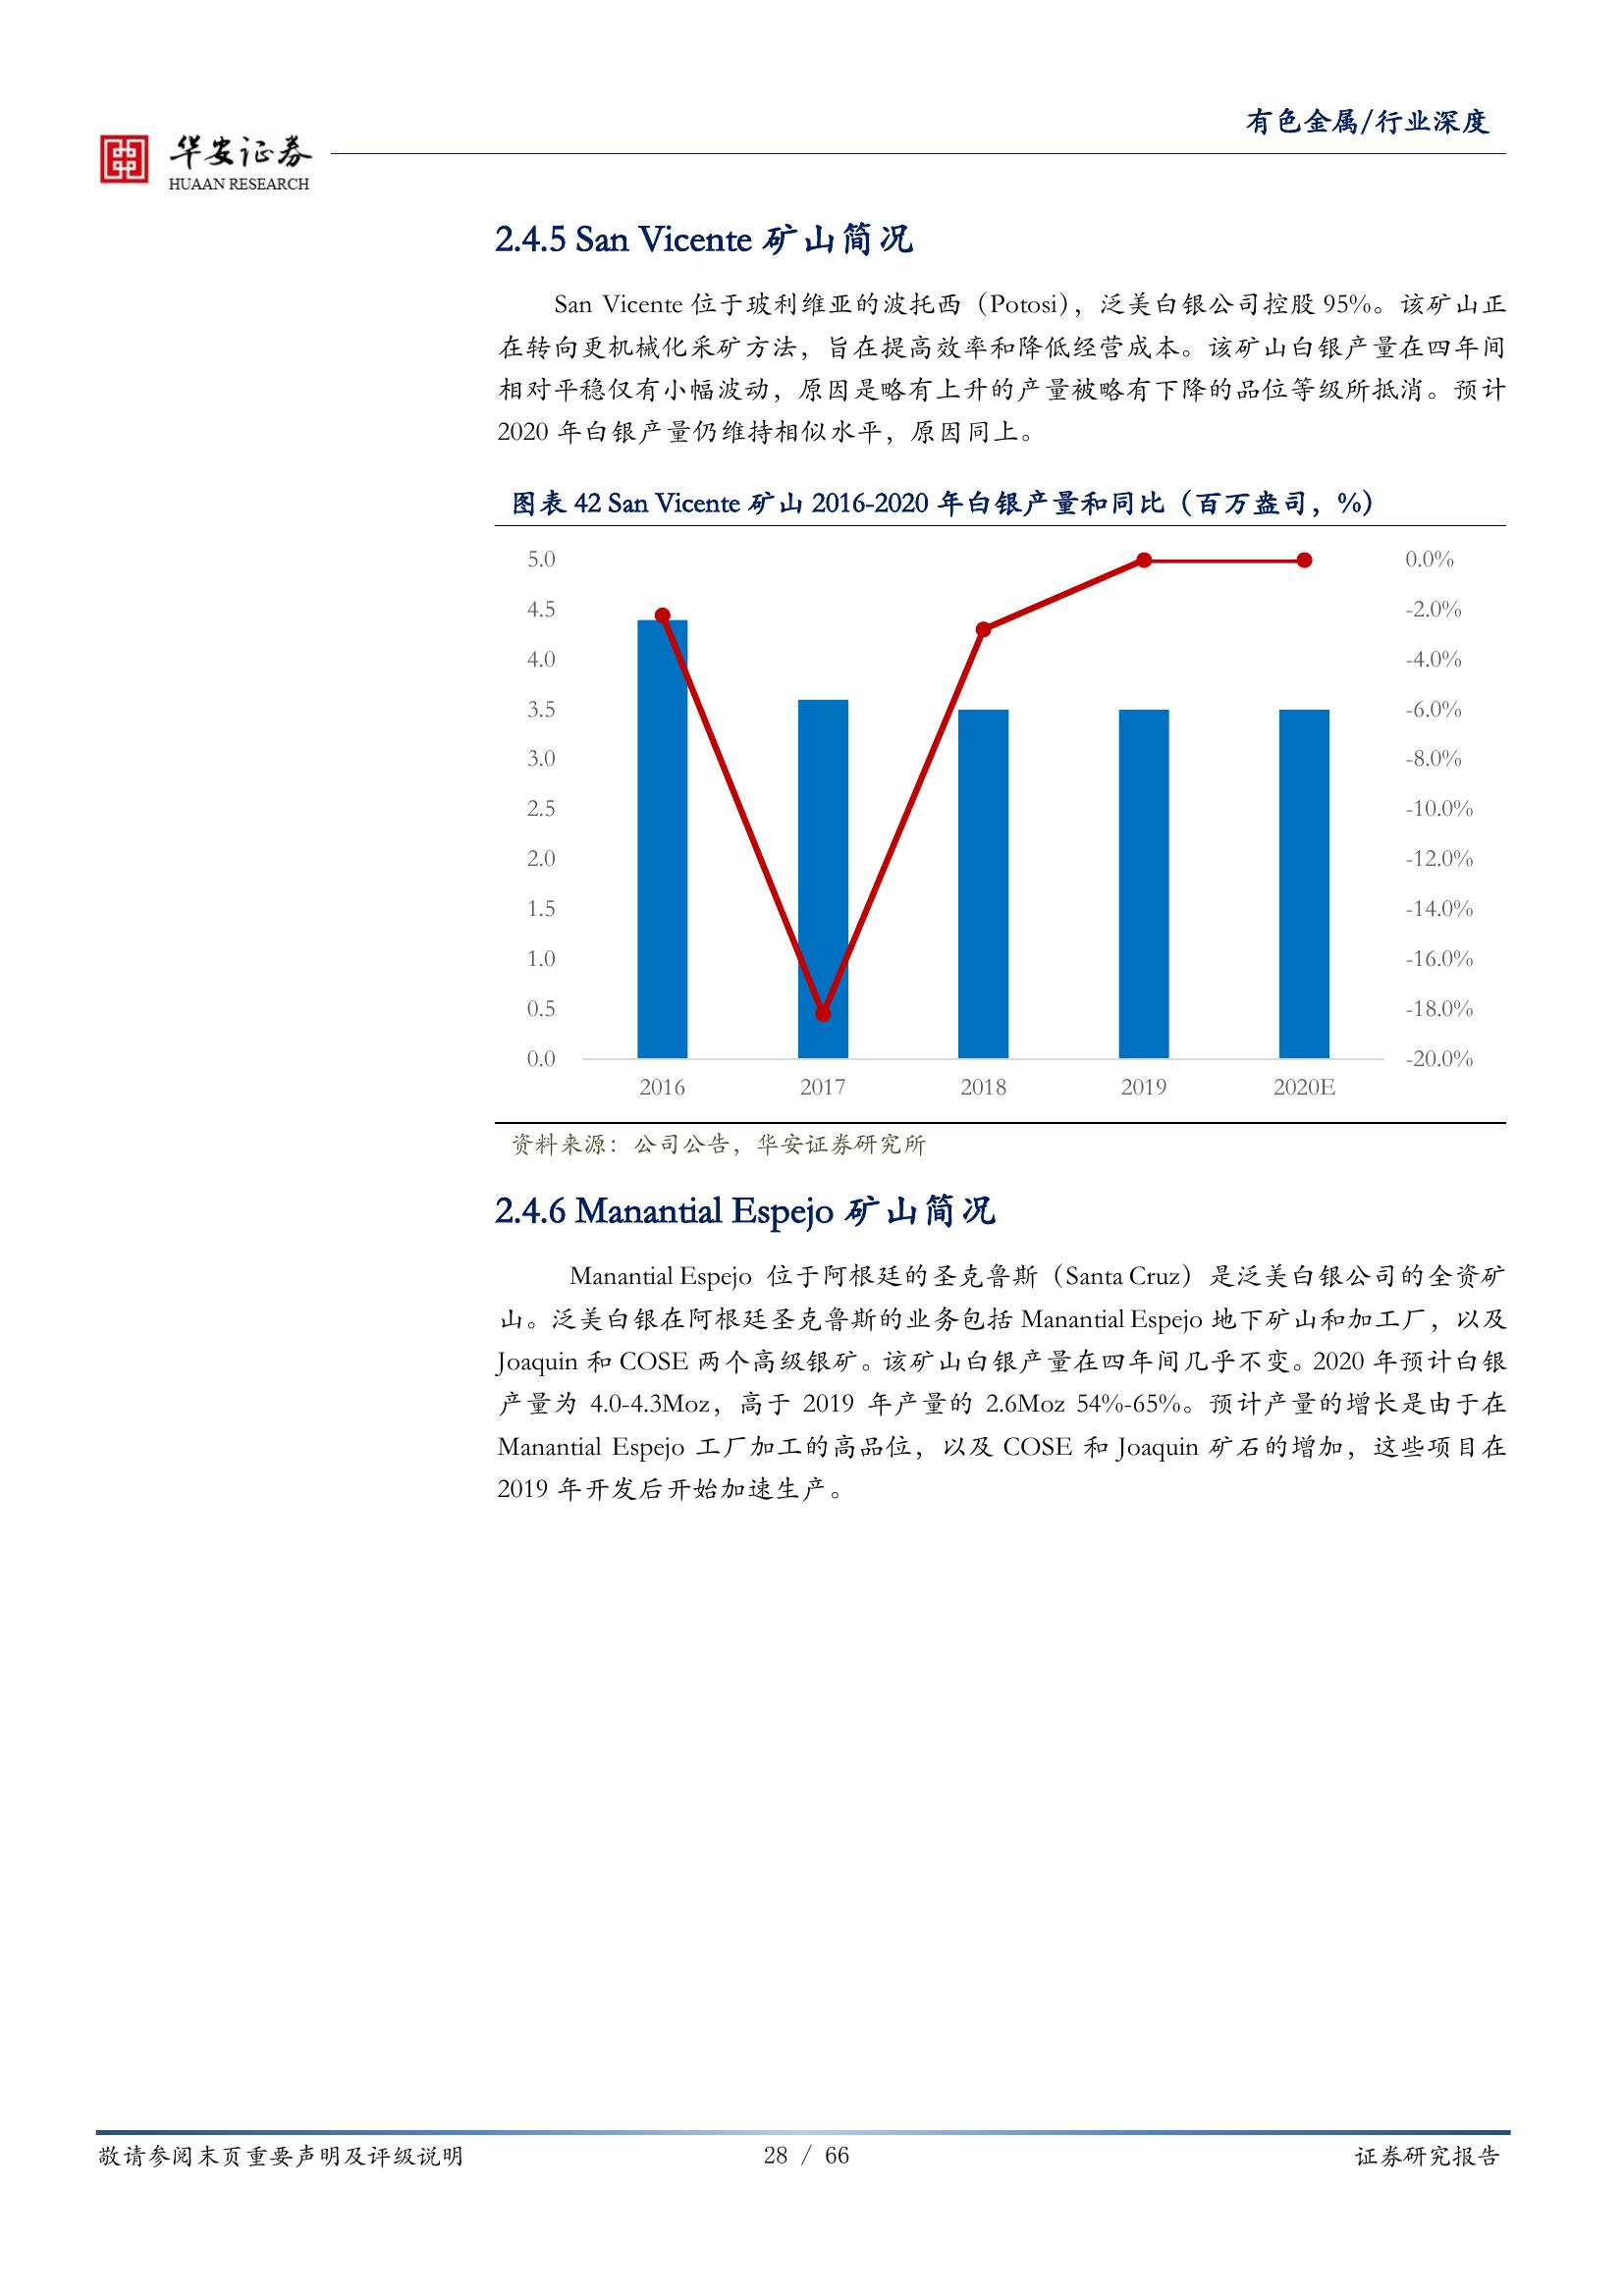 有色金属/行业深度
华安证券
HUAAN RESEARCH
2.4.5 San Vicente 矿山简况
San Vicente 位于玻利维亚的波托西（Potosi），泛美白银公司控股 95%。该矿山正
在转向更机械化采矿方法，旨在提高效率和降低经营成本。该矿山白银产量在四年间
相对平稳仅有小幅波动，原因是略有上升的产量被略有下降的品位等级所抵消。预计
2020 年白银产量仍维持相似水平，原因同上。
图表 42 San Vicente 矿山 2016-2020 年白银产量和同比（百万盎司，%）
5.0 0.0%
4.5 -2.0%
4.0 -4.0%
3.5 -6.0%
3.0 -8.0%
2.5 -10.0%
2.0 -12.0%
1.5 -14.0%
1.0 -16.0%
0.5 -18.0%
0.0 -20.0%
2016 2017 2018 2019 2020E
资料来源：公司公告，华安证券研究所
2.4.6 Manantial Espejo 矿山简况
Manantial Espejo 位于阿根廷的圣克鲁斯（Santa Cruz）是泛美白银公司的全资矿
山。泛美白银在阿根廷圣克鲁斯的业务包括 Manantial Espejo 地下矿山和加工厂，以及
Joaquin 和 COSE 两个高级银矿。该矿山白银产量在四年间几乎不变。2020 年预计白银
产量为 4.0-4.3Moz，高于 2019 年产量的 2.6Moz 54%-65%。预计产量的增长是由于在
Manantial Espejo 工厂加工的高品位，以及 COSE 和 Joaquin 矿石的增加，这些项目在
2019 年开发后开始加速生产。
敬请参阅末页重要声明及评级说明 28 / 66 证券研究报告